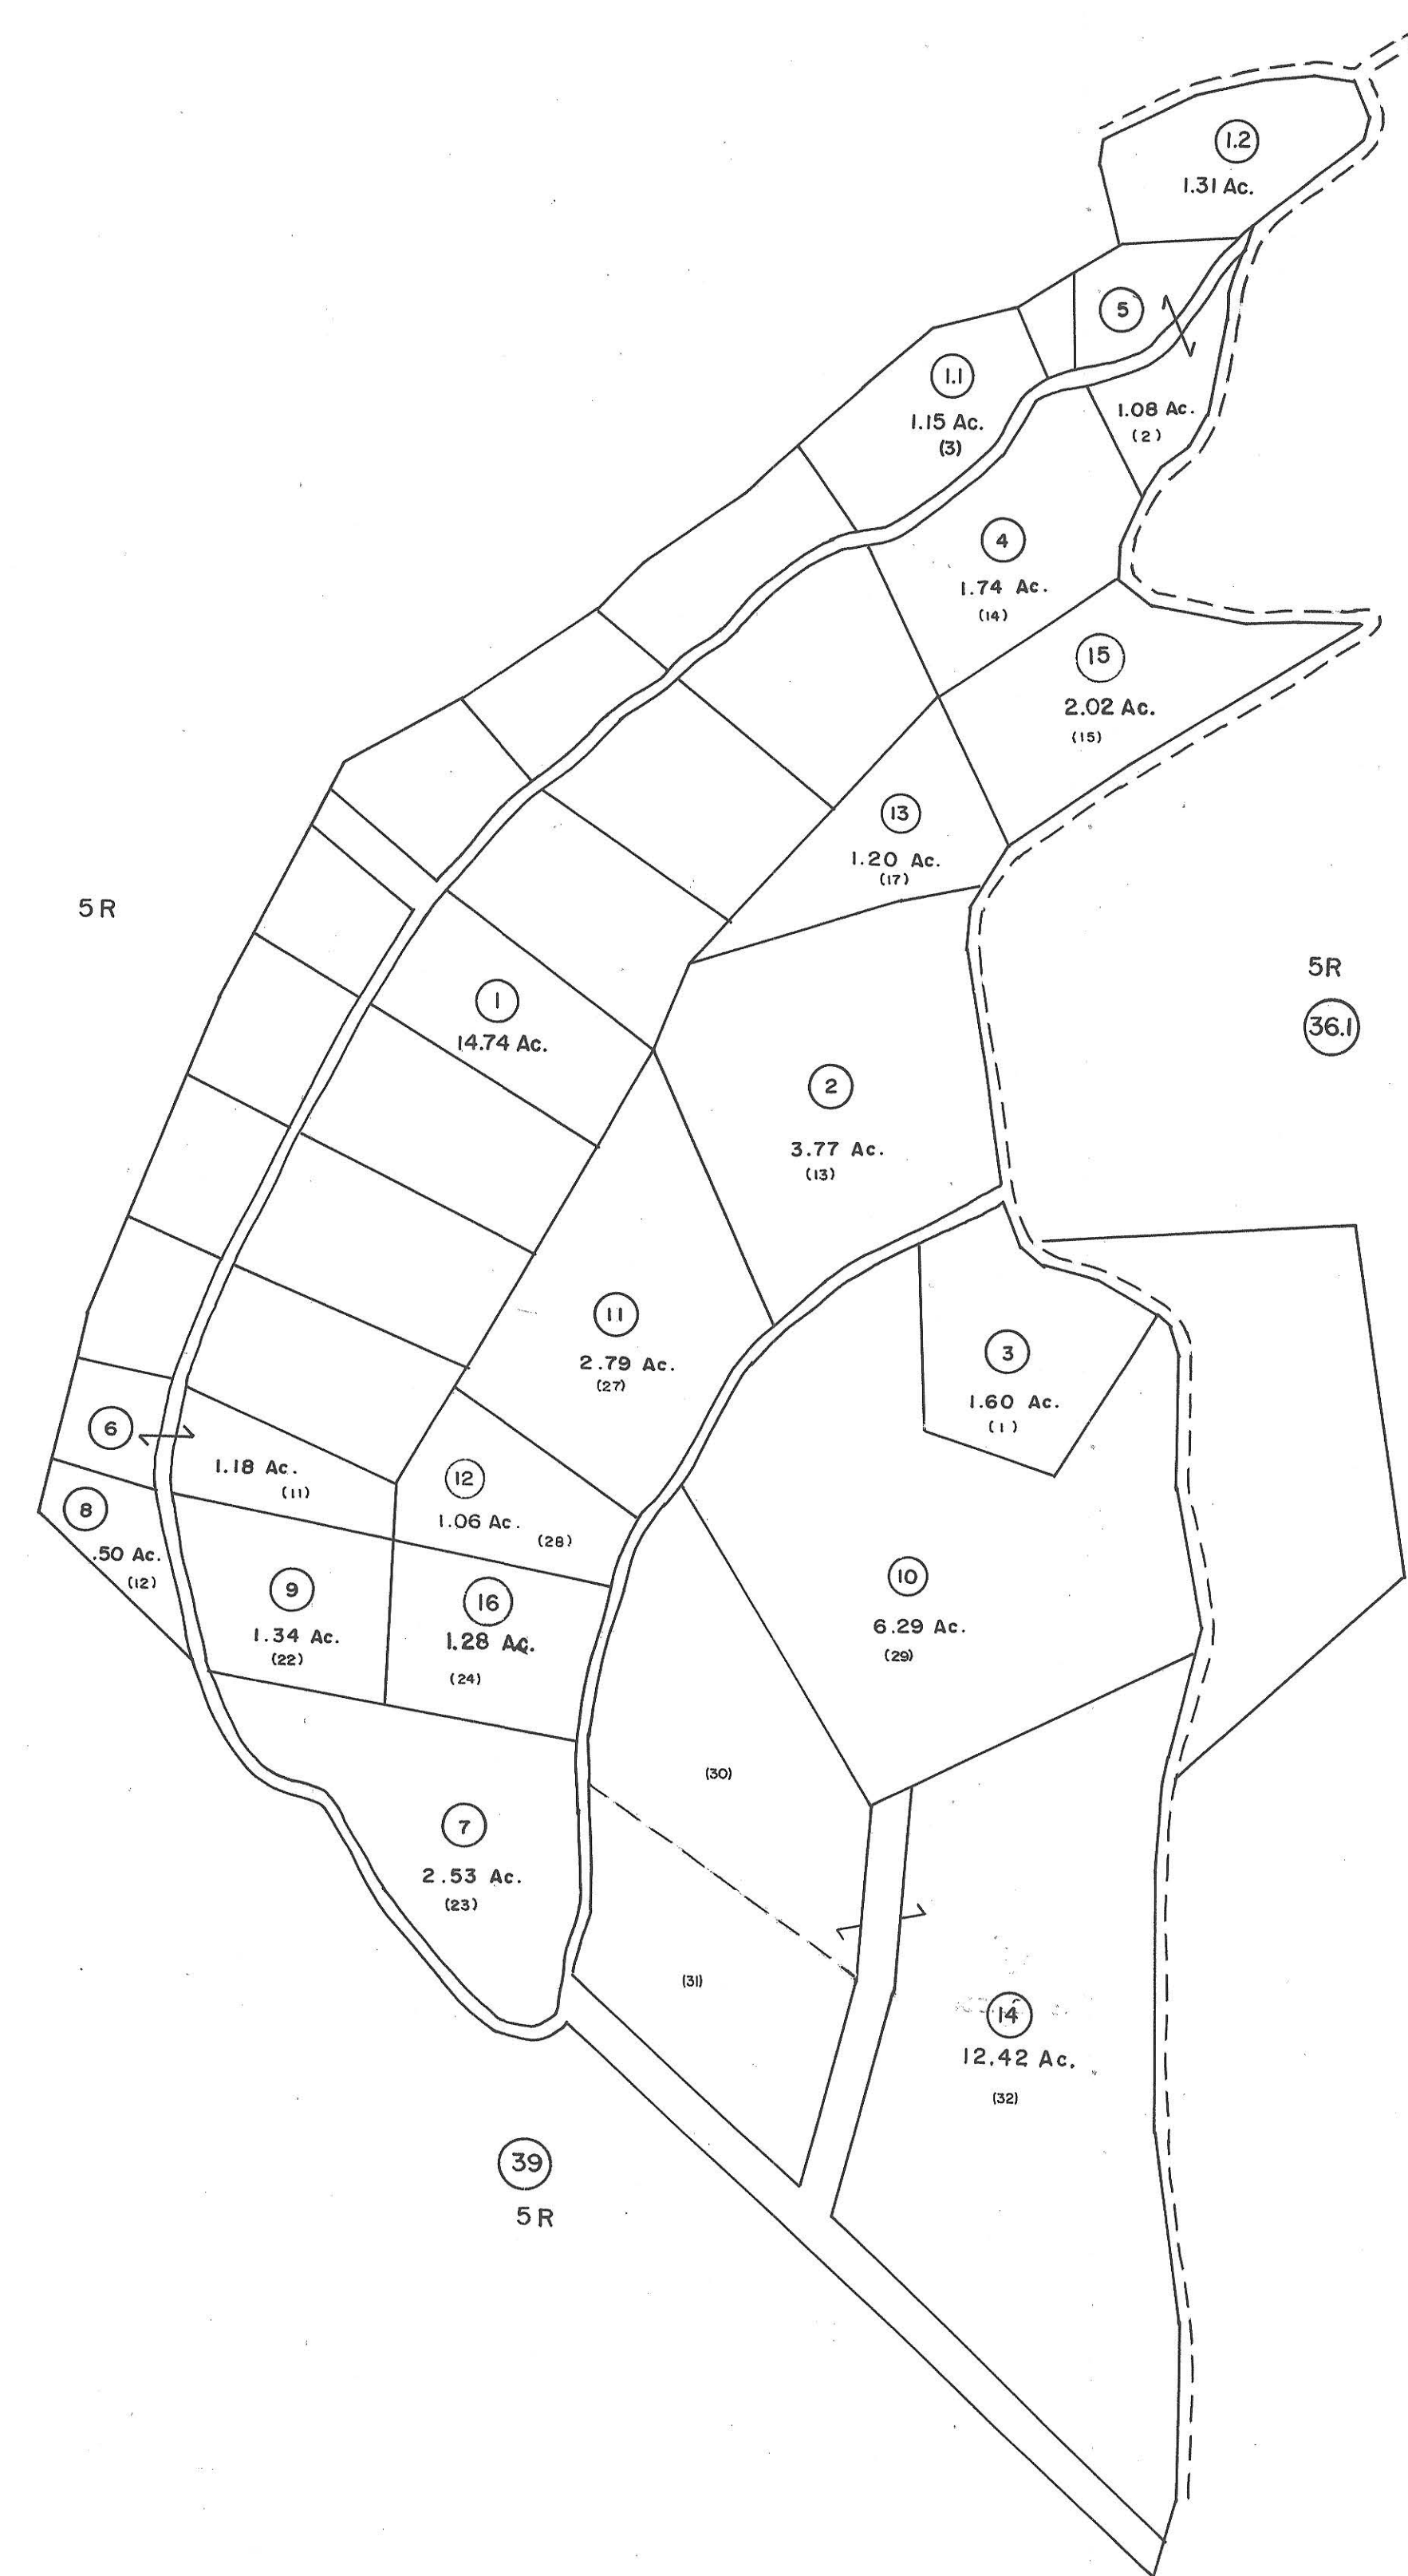 1.2
1.31 Ac.
5
1.1
1.15 Ac.
(3)
1.08 Ac.
(2)
4
1.74 Ac.
(14)
15
2.02 Ac.
(15)
13
1.20 Ac.
(17)
5R
5R
36.1
1
14.74 Ac.
2
3.77 Ac.
(13)
11
2.79 Ac.
(27)
3
1.60 Ac.
(1)
6
1.18 Ac.
(11)
12
1.06 Ac.
(28)
8
.50 Ac.
(12)
9
1.34 Ac.
(22)
16
1.28 Ac.
(24)
10
6.29 Ac.
(29)
(30)
7
2.53 Ac.
(23)
(31)
14
12.42 Ac.
(32)
39
5R